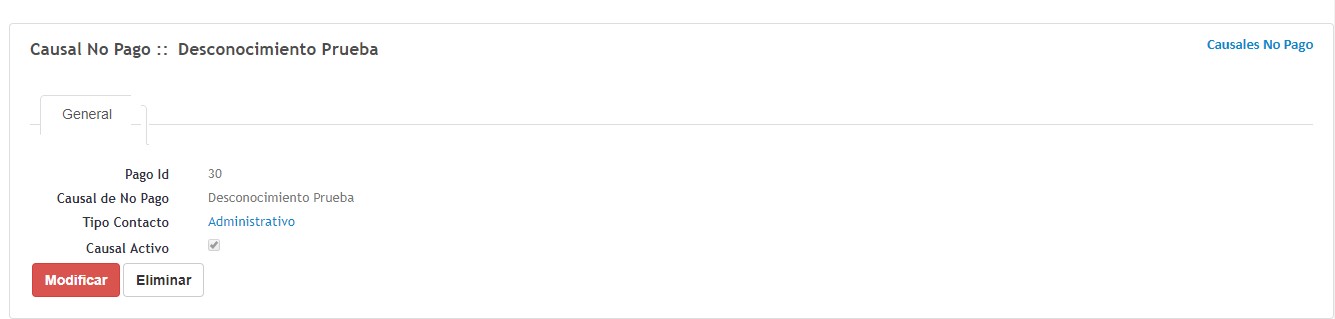 Causal No Pago :: Desconocimiento Prueba
Causales No Pago
General
Pago Id 30
Causal de No Pago Desconocimiento Prueba
Tipo Contacto Administrativo
Causal Activo
Modificar Eliminar